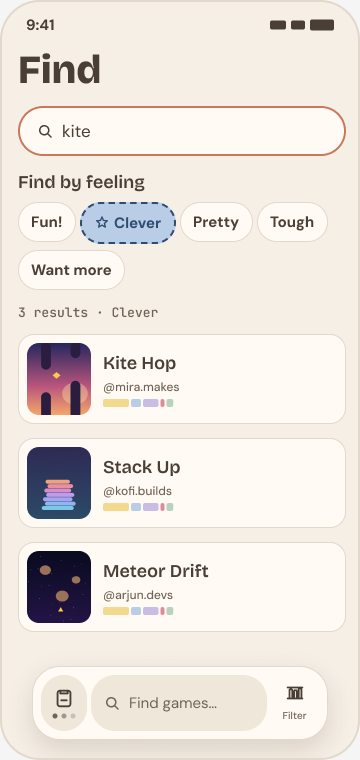 9:41
Find
kite
Find by feeling
Fun! Clever Pretty Tough
Want more
3 results · Clever
Kite Hop
@mira.makes
Stack Up
@kofi.builds
Meteor Drift
@arjun.devs
Find games...
Filter